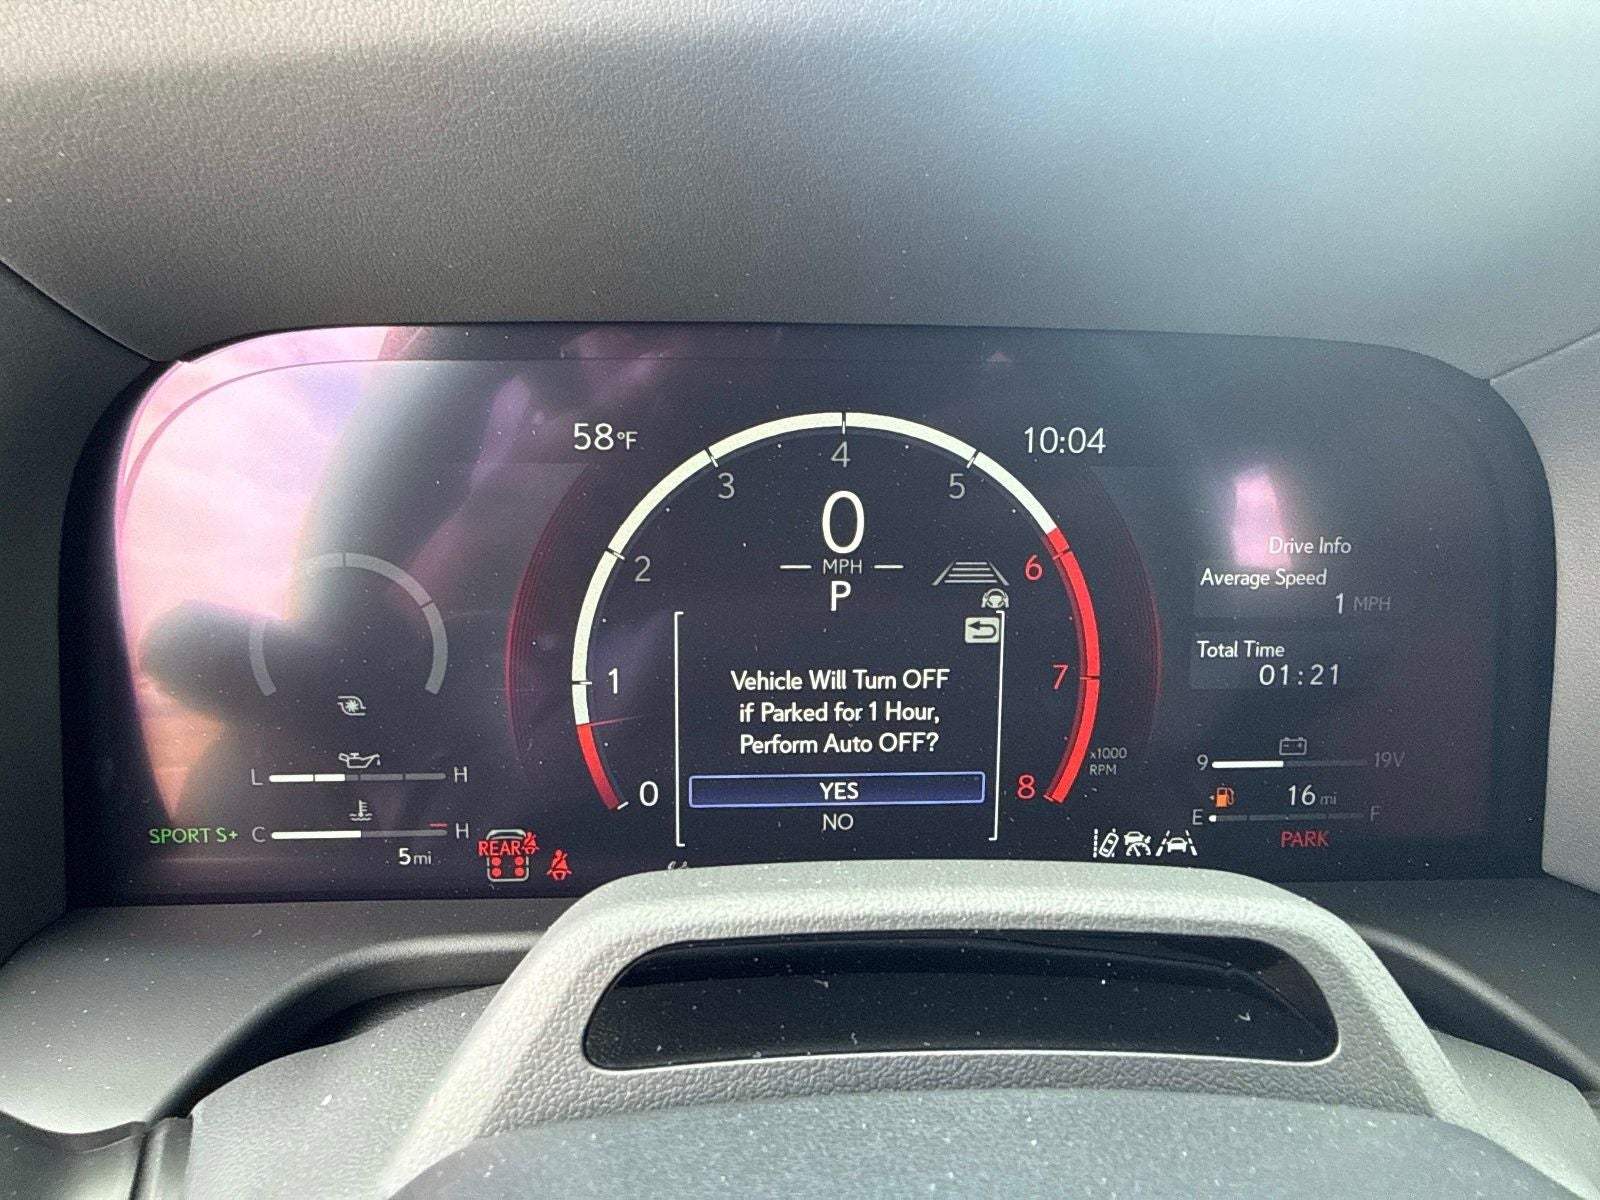 58°F
10:04
4
3
5
0
2
MPH
6
P
Drive Info
Average Speed
1 MPH
1
Vehicle Will Turn OFF
if Parked for 1 Hour,
Perform Auto OFF?
7
Total Time
01:21
YES
NO
0
8
x1000
RPM
L
H
9
19V
16 mi
E
F
SPORT S+
C
H
PARK
5 mi
REAR